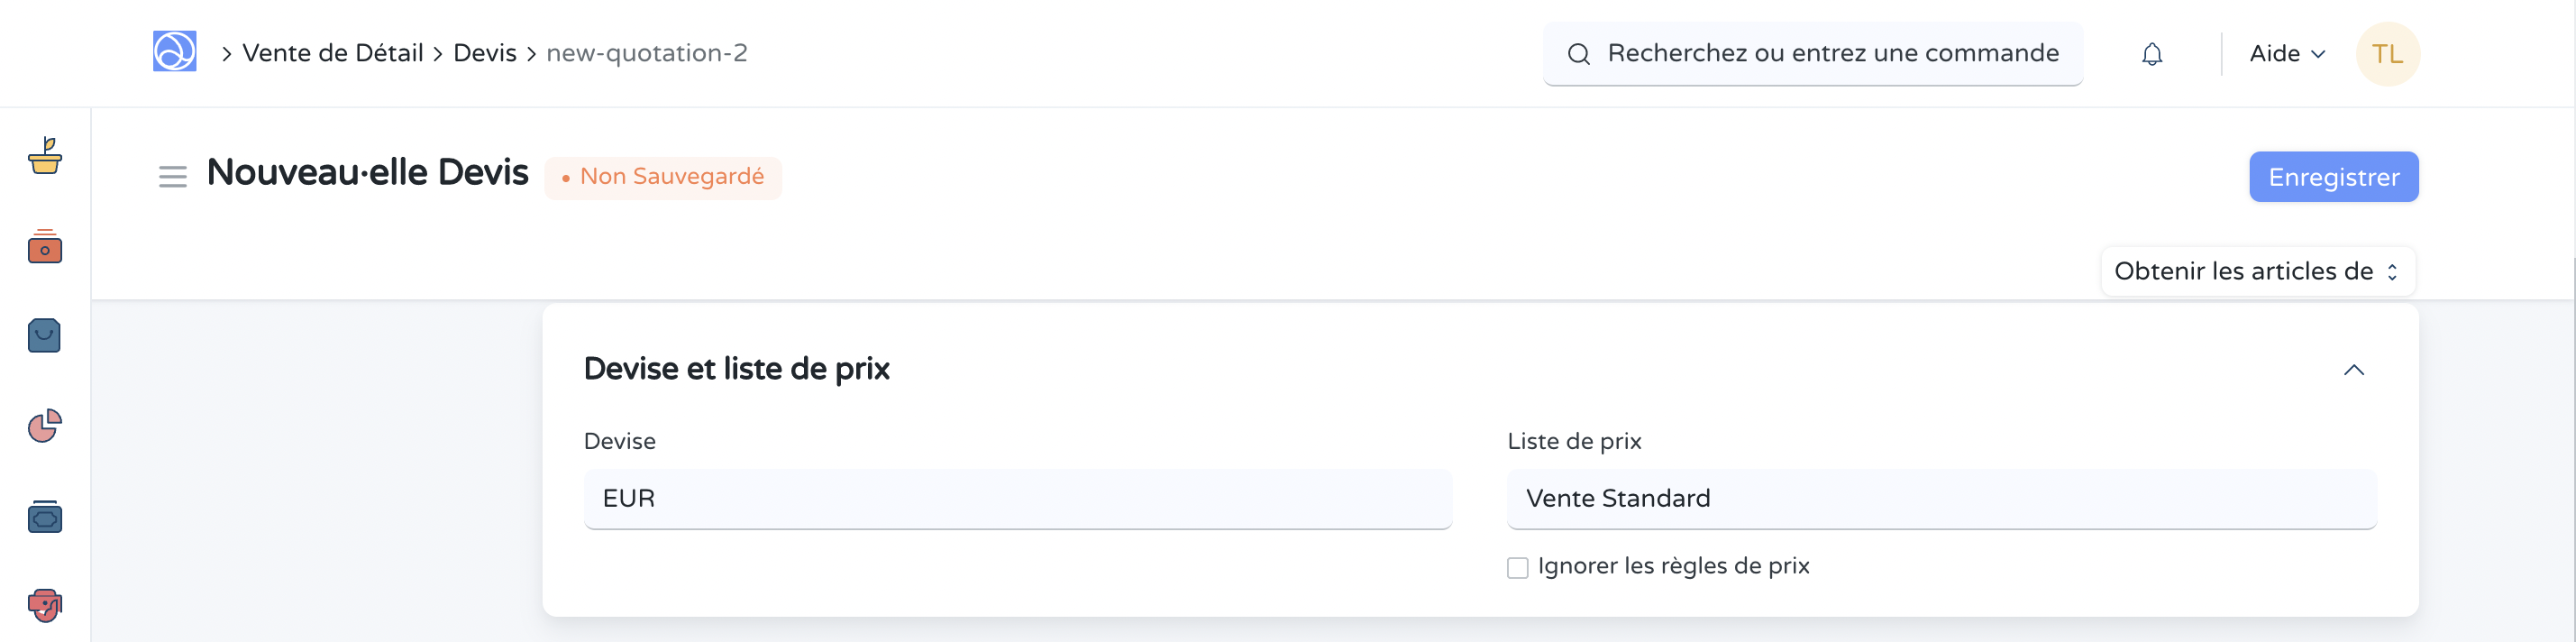 Vente de Détail Devis new-quotation-2
Recherchez ou entrez une commande
Aide
TL
Nouveau·elle Devis
Non Sauvegardé
Enregistrer
Obtenir les articles de
Devise et liste de prix
Devise
EUR
Liste de prix
Vente Standard
Ignorer les règles de prix